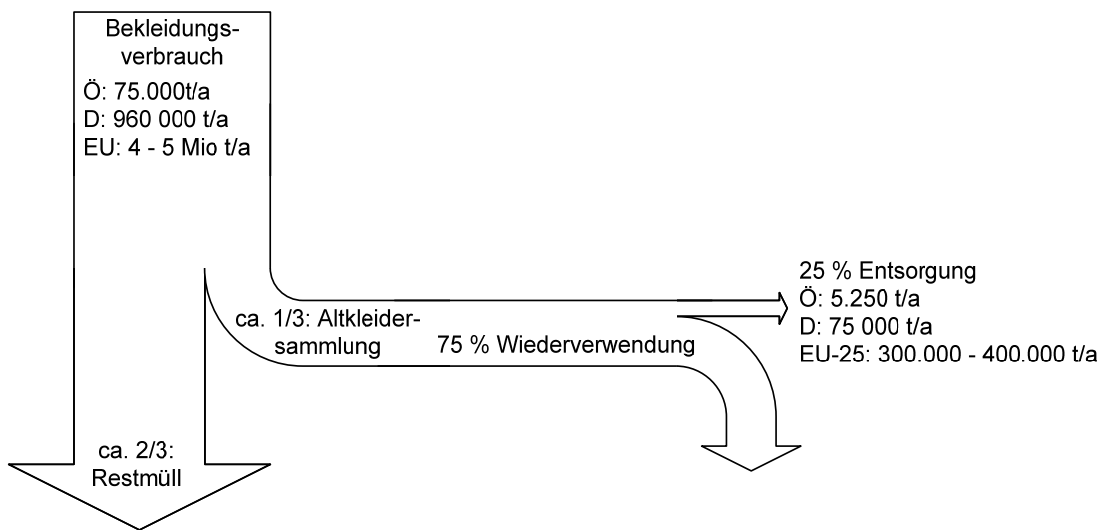 Bekleidungs-
verbrauch
Ö: 75.000t/a
D: 960 000 t/a
EU: 4 - 5 Mio t/a
25 % Entsorgung
Ö: 5.250 t/a
D: 75 000 t/a
EU-25: 300.000 - 400.000 t/a
ca. 1/3: Altkleider-
sammlung
75 % Wiederverwendung
ca. 2/3:
Restmüll